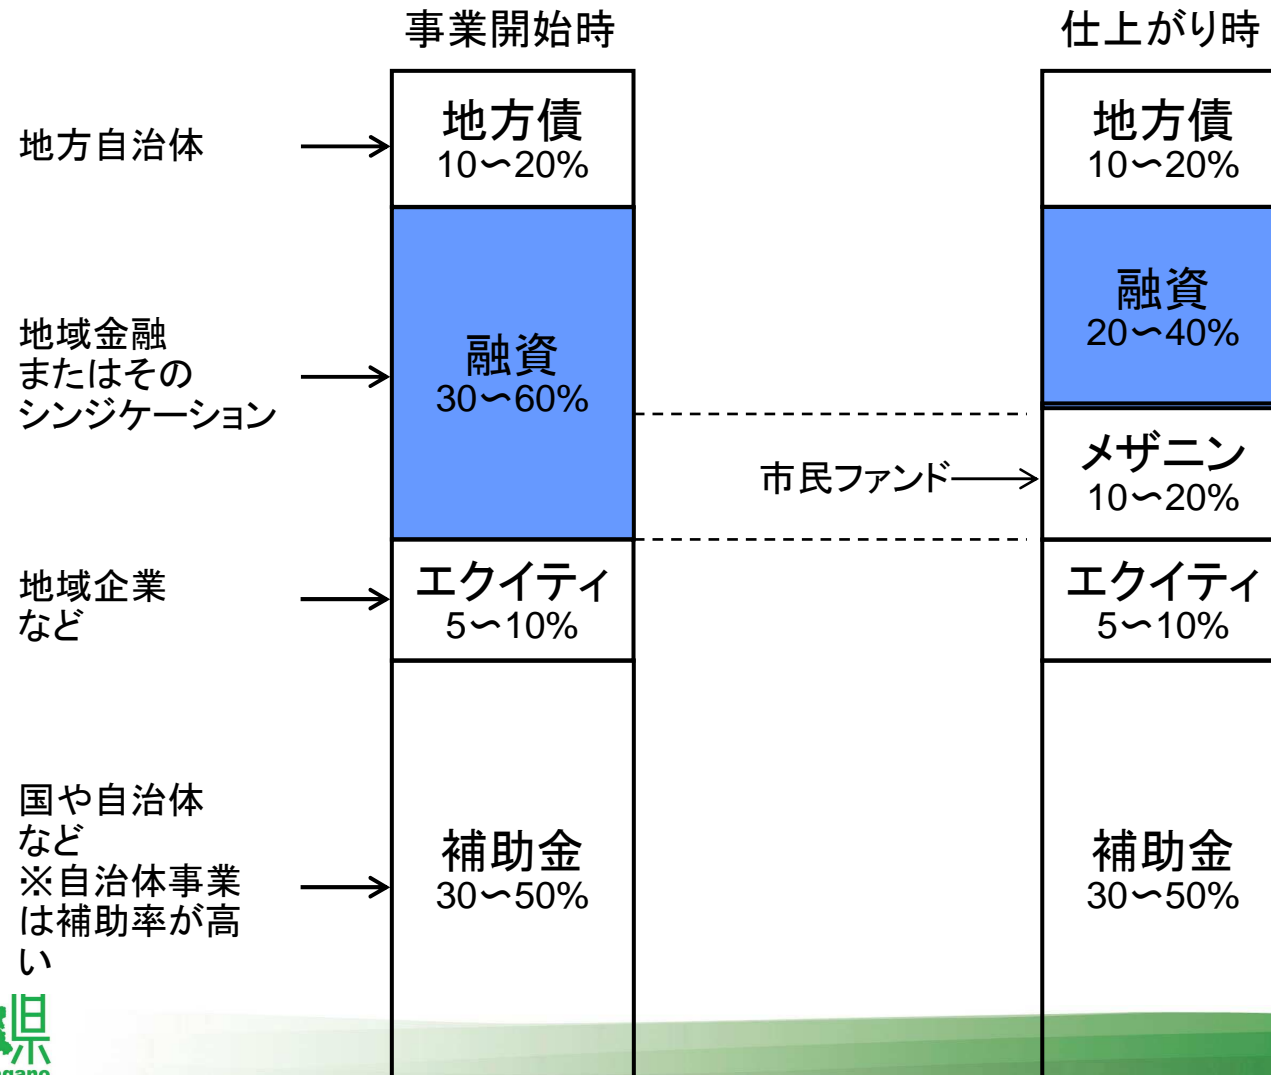 事業開始時
仕上がり時
地方自治体
地方債
10〜20%
地方債
10〜20%
地域金融
またはその
シンジケーション
融資
30〜60%
融資
20〜40%
市民ファンド
メザニン
10〜20%
地域企業
など
エクイティ
5〜10%
エクイティ
5〜10%
国や自治体
など
※自治体事業
は補助率が高
い
補助金
30〜50%
補助金
30〜50%
県